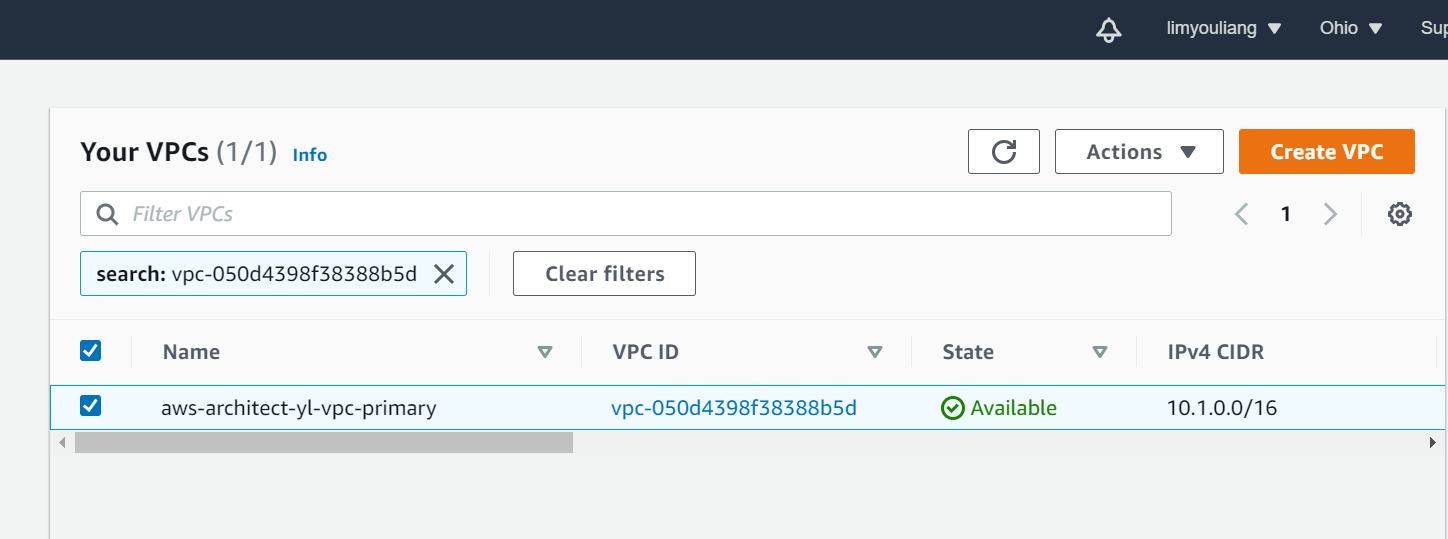 limyouliang Ohio
Your VPCs (1/1) Info Actions Create VPC
Filter VPCs 1
search: vpc-050d4398f38388b5d Clear filters
Name VPC ID State IPv4 CIDR
aws-architect-yl-vpc-primary vpc-050d4398f38388b5d Available 10.1.0.0/16